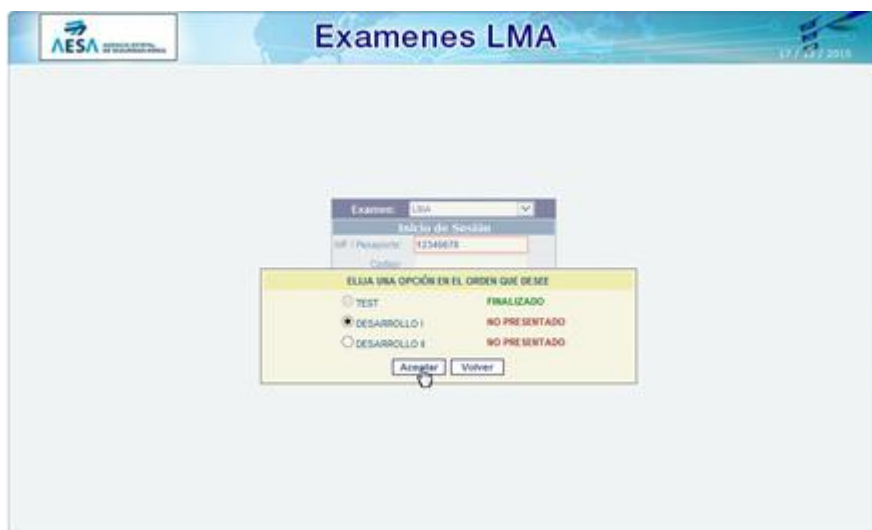 AESA
Examenes LMA
Examen: LMA
Inicio de Sesión
12345678
ELIJA UNA OPCIÓN EN EL ORDEN QUE DESEE
TEST FINALIZADO
DESARROLLO I NO PRESENTADO
DESARROLLO II NO PRESENTADO
Aceptar Volver